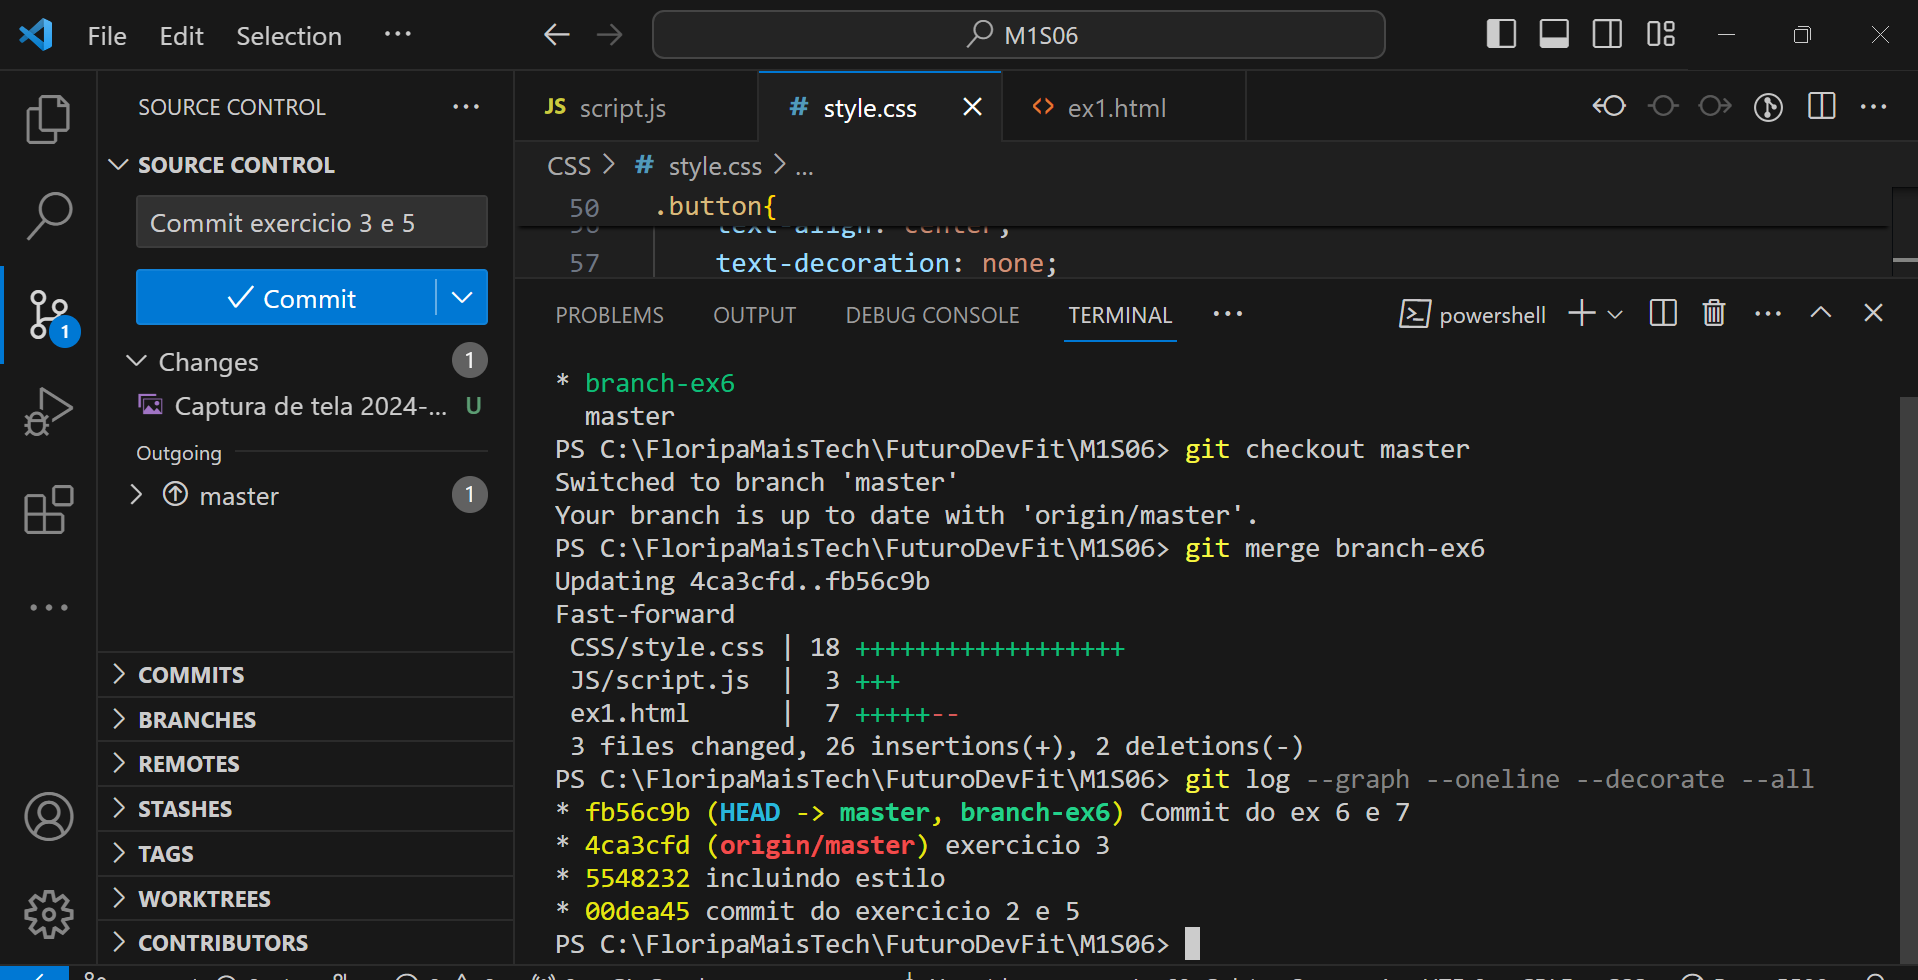 File Edit Selection ···
M1S06
SOURCE CONTROL ···
SOURCE CONTROL
Commit exercicio 3 e 5
Commit
Changes 1
Captura de tela 2024-... U
Outgoing
master 1
COMMITS
BRANCHES
REMOTES
STASHES
TAGS
WORKTREES
CONTRIBUTORS
1
JS script.js
# style.css
<> ex1.html
CSS > # style.css > ...
50 .button{
56 text-align: center;
57 text-decoration: none;
PROBLEMS OUTPUT DEBUG CONSOLE TERMINAL ···
powershell
* branch-ex6
master
PS C:\FloripaMaisTech\FuturoDevFit\M1S06> git checkout master
Switched to branch 'master'
Your branch is up to date with 'origin/master'.
PS C:\FloripaMaisTech\FuturoDevFit\M1S06> git merge branch-ex6
Updating 4ca3cfd..fb56c9b
Fast-forward
CSS/style.css | 18 ++++++++++++++++++
JS/script.js | 3 +++
ex1.html | 7 +++++--
3 files changed, 26 insertions(+), 2 deletions(-)
PS C:\FloripaMaisTech\FuturoDevFit\M1S06> git log --graph --oneline --decorate --all
* fb56c9b (HEAD -> master, branch-ex6) Commit do ex 6 e 7
* 4ca3cfd (origin/master) exercicio 3
* 5548232 incluindo estilo
* 00dea45 commit do exercicio 2 e 5
PS C:\FloripaMaisTech\FuturoDevFit\M1S06>